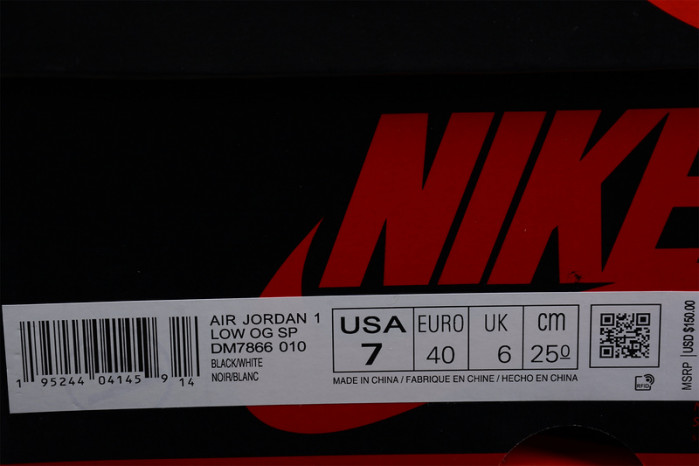 NIKE
AIR JORDAN 1
LOW OG SP
DM7866 010
BLACK/WHITE
NOIR/BLANC
USA EURO UK cm
7 40 6 25⁰
MADE IN CHINA / FABRIQUE EN CHINE / HECHO EN CHINA
1 95244 04145 9 14
RFID
MSRP USD $150.00